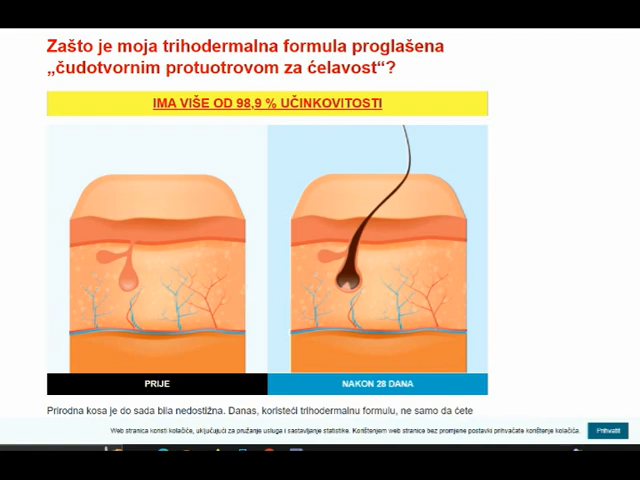 Zašto je moja trihodermalna formula proglašena
„čudotvornim protuotrovom za ćelavost“?
IMA VIŠE OD 98,9 % UČINKOVITOSTI
PRIJE
NAKON 28 DANA
Prirodna kosa je do sada bila nedostižna. Danas, koristeći trihodermalnu formulu, ne samo da ćete
Web stranica koristi kolačiće, uključujući za pružanje usluga i sastavljanje statistike. Korištenjem web stranice bez promjene postavki prihvaćate korištenje kolačića.
Prihvatit